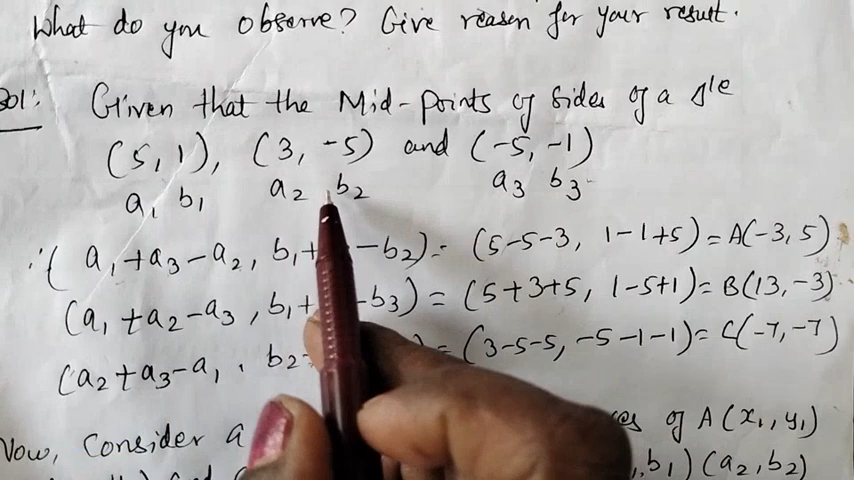 What do you observe? Give reason for your result.
Sol: Given that the Mid-points of sides of a sle
(5, 1), (3, -5) and (-5, -1)
a₁ b₁ a₂ b₂ a₃ b₃
∴ (a₁+a₃-a₂, b₁+ -b₂) = (5-5-3, 1-1+5) = A(-3, 5)
(a₁+a₂-a₃, b₁+ -b₃) = (5+3+5, 1-5+1) = B(13, -3)
(a₂+a₃-a₁, b₂ ) = (3-5-5, -5-1-1) = C(-7, -7)
Now, consider a of A(x₁, y₁)
and b₁) (a₂, b₂)